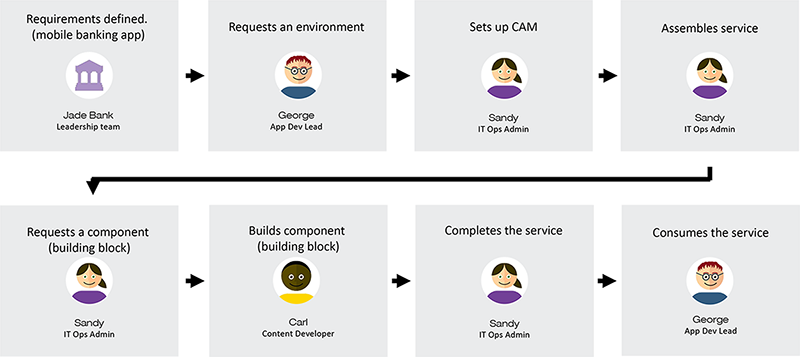 Requirements defined.
(mobile banking app)
Jade Bank
Leadership team
Requests an environment
George
App Dev Lead
Sets up CAM
Sandy
IT Ops Admin
Assembles service
Sandy
IT Ops Admin
Requests a component
(building block)
Sandy
IT Ops Admin
Builds component
(building block)
Carl
Content Developer
Completes the service
Sandy
IT Ops Admin
Consumes the service
George
App Dev Lead